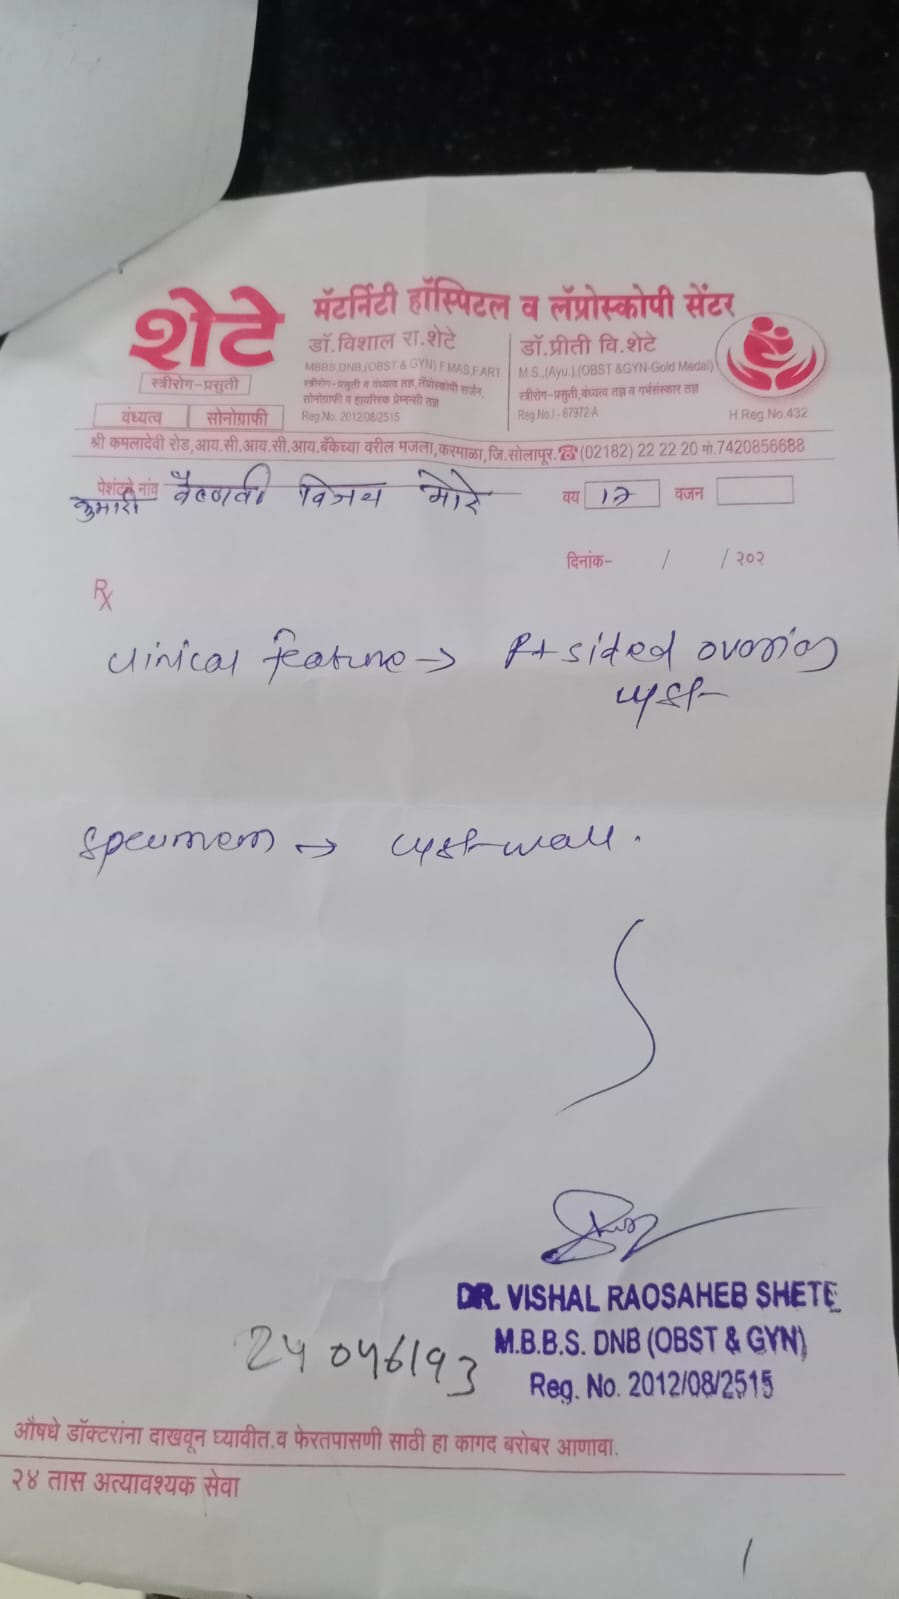 शेटे
स्त्रीरोग-प्रसुती
वंध्यत्व सोनोग्राफी
मॅटर्निटी हॉस्पिटल व लॅप्रोस्कोपी सेंटर
डॉ.विशाल रा.शेटे
MBBS,DNB,(OBST & GYN) F.MAS,F.ART
स्त्रीरोग-प्रसुती व वंध्यत्व तज्ञ,लॅप्रोस्कोपी सर्जन,
सोनोग्राफी व हायरिस्क प्रेग्नन्सी तज्ञ
Reg.No. 2012/08/2515
डॉ.प्रीती वि.शेटे
M.S.,(Ayu.),(OBST &GYN-Gold Medal)
स्त्रीरोग-प्रसुती,वंध्यत्व तज्ञ व गर्भसंस्कार तज्ञ
Reg.No.I - 67972-A
H.Reg.No.432
श्री कमलादेवी रोड,आय.सी.आय.सी.आय.बँकेच्या वरील मजला,करमाळा,जि.सोलापूर.☎(02182) 22 22 20 मो.7420856688
पेशंटचे नांव कुमारी वैष्णवी विजय मोरे वय 12 वजन
दिनांक- / / २०२
Rx
clinical feature → Rt sided ovarian
cyst
specimen → cyst wall.
DR. VISHAL RAOSAHEB SHETE
M.B.B.S. DNB (OBST & GYN)
Reg. No. 2012/08/2515
24046193
औषधे डॉक्टरांना दाखवून घ्यावीत.व फेरतपासणी साठी हा कागद बरोबर आणावा.
२४ तास अत्यावश्यक सेवा